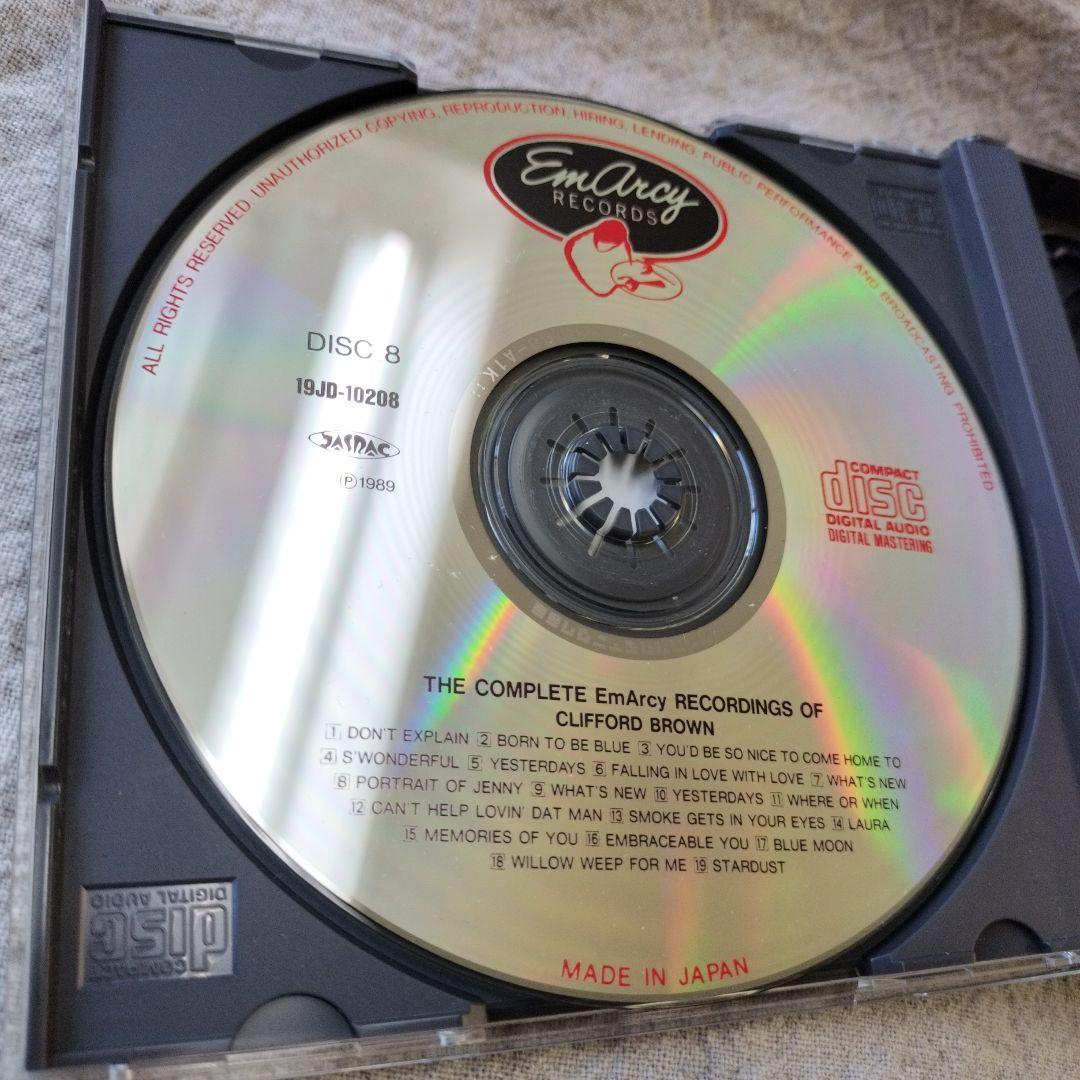 ALL RIGHTS RESERVED. UNAUTHORIZED COPYING, REPRODUCTION, HIRING, LENDING, PUBLIC PERFORMANCE AND BROADCASTING PROHIBITED
EmArcy
RECORDS
DISC 8
19JD-10208
JASRAC
Ⓟ1989
COMPACT
disc
DIGITAL AUDIO
DIGITAL MASTERING
THE COMPLETE EmArcy RECORDINGS OF
CLIFFORD BROWN
1 DON'T EXPLAIN 2 BORN TO BE BLUE 3 YOU'D BE SO NICE TO COME HOME TO
4 S'WONDERFUL 5 YESTERDAYS 6 FALLING IN LOVE WITH LOVE 7 WHAT'S NEW
8 PORTRAIT OF JENNY 9 WHAT'S NEW 10 YESTERDAYS 11 WHERE OR WHEN
12 CAN'T HELP LOVIN' DAT MAN 13 SMOKE GETS IN YOUR EYES 14 LAURA
15 MEMORIES OF YOU 16 EMBRACEABLE YOU 17 BLUE MOON
18 WILLOW WEEP FOR ME 19 STARDUST
MADE IN JAPAN
COMPACT
disc
DIGITAL AUDIO